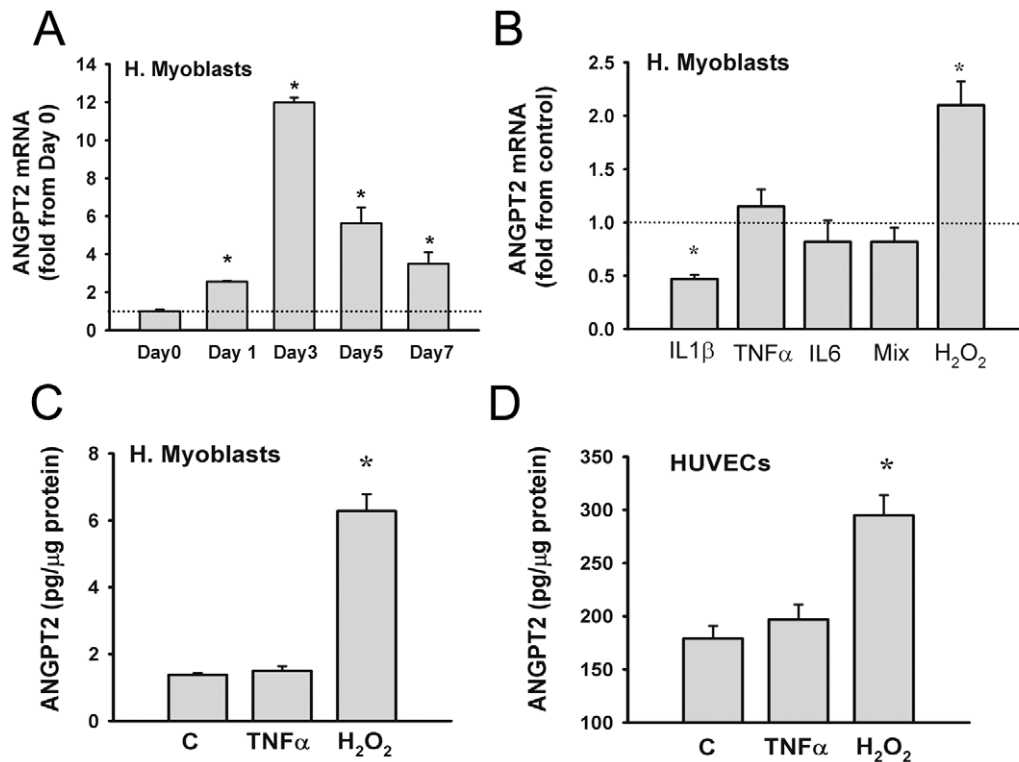 A
H. Myoblasts
ANGPT2 mRNA
(fold from Day 0)
14
12
10
8
6
4
2
0
*
*
*
*
Day0 Day 1 Day3 Day5 Day7
B
H. Myoblasts
ANGPT2 mRNA
(fold from control)
2.5
2.0
1.5
1.0
0.5
0.0
*
*
IL1β TNFα IL6 Mix H₂O₂
C
H. Myoblasts
ANGPT2 (pg/μg protein)
8
6
4
2
0
*
C TNFα H₂O₂
D
HUVECs
ANGPT2 (pg/μg protein)
350
300
250
200
150
100
*
C TNFα H₂O₂